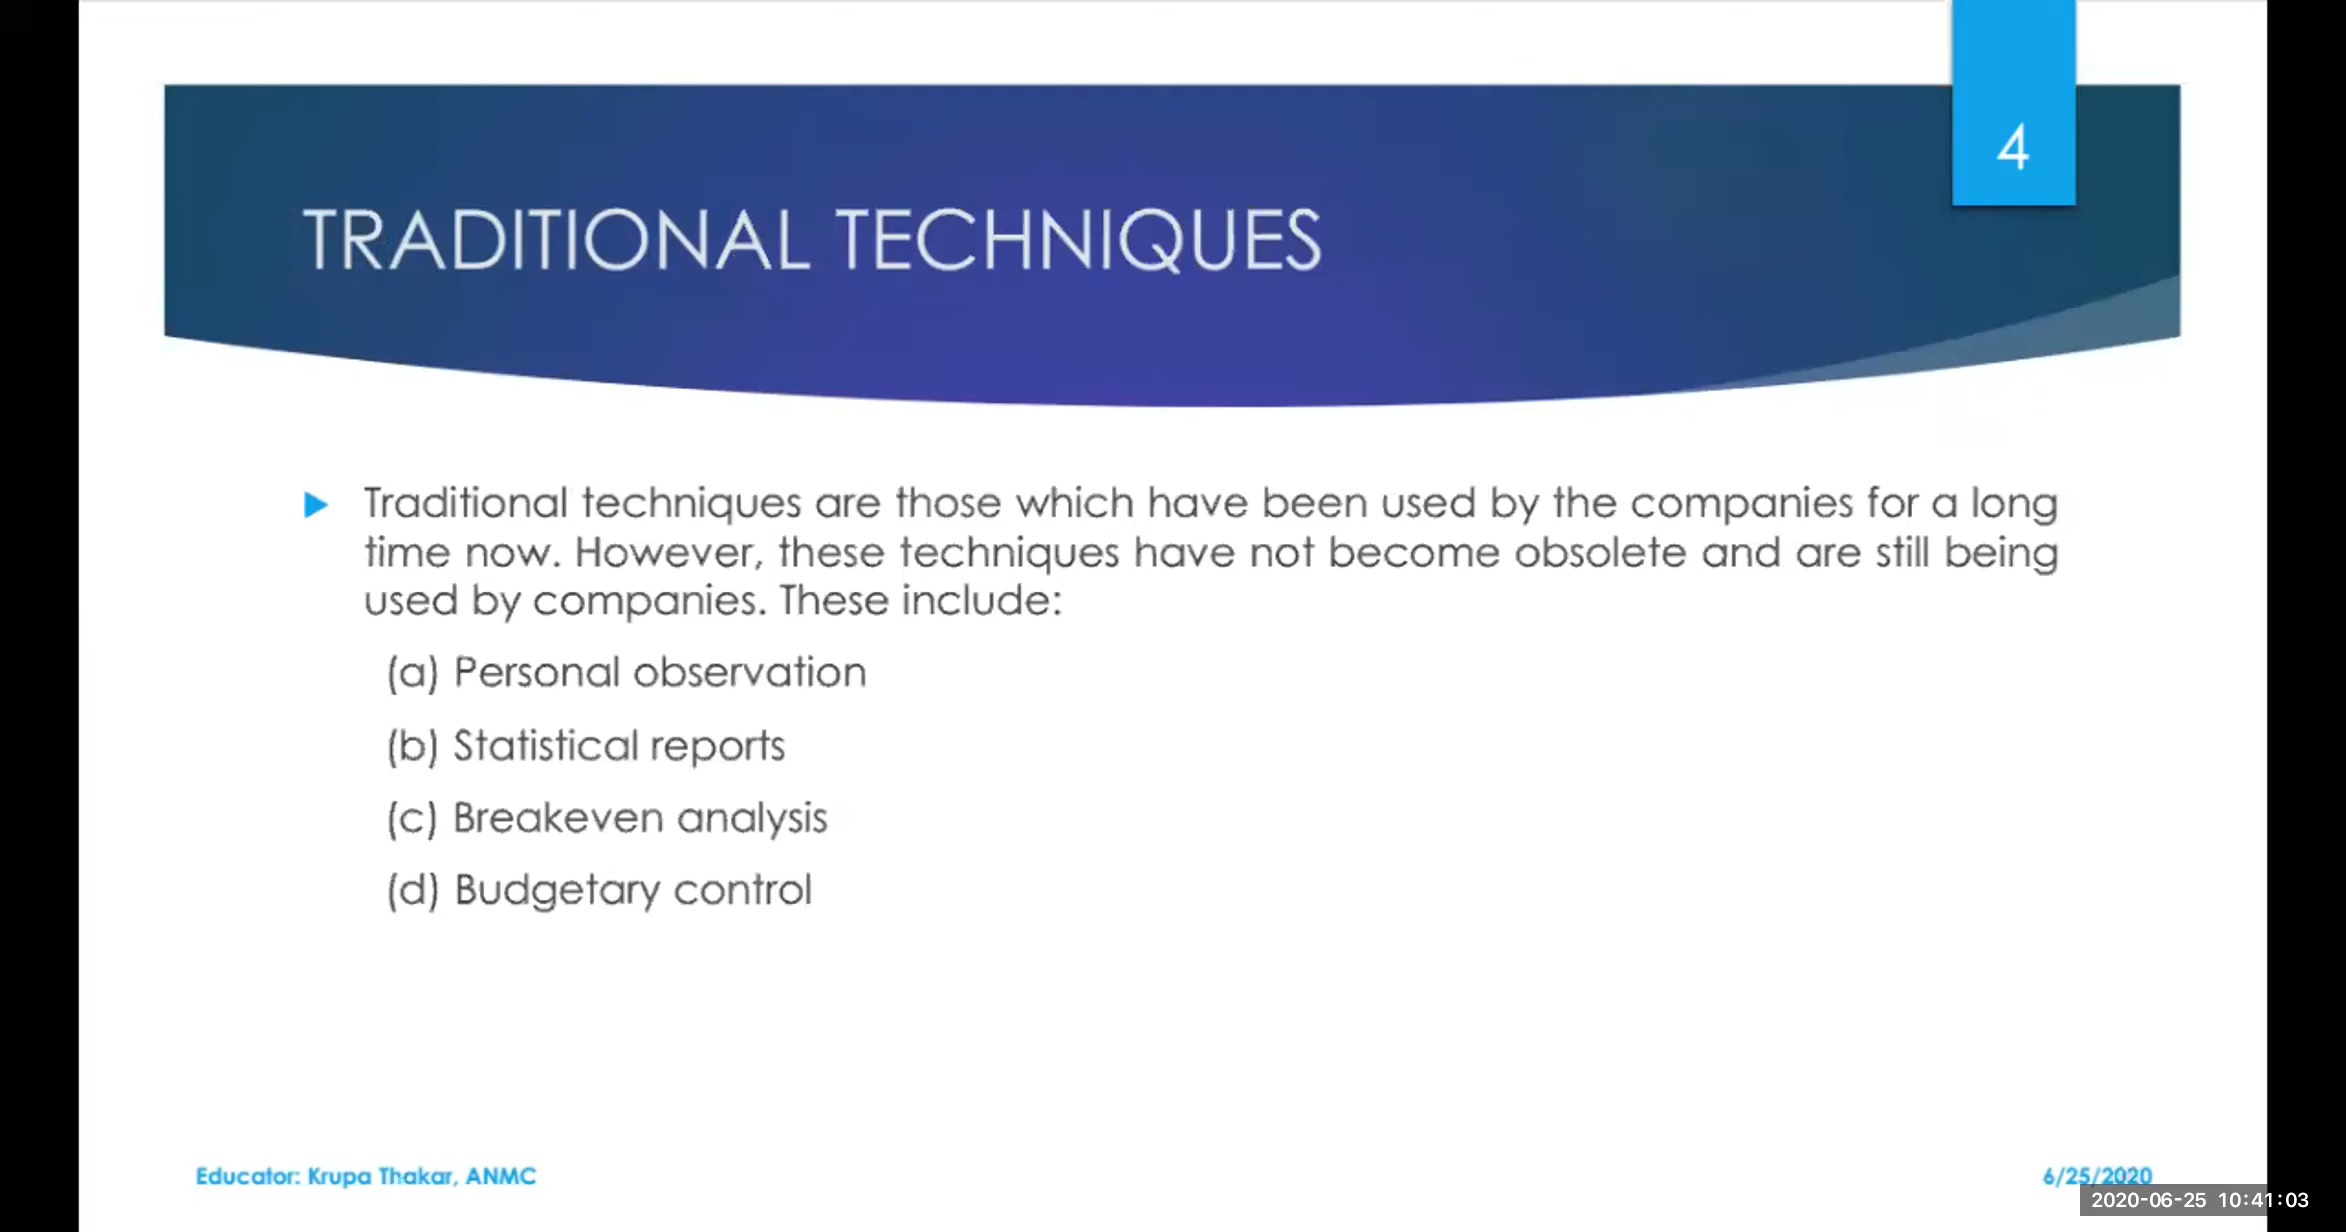 4
TRADITIONAL TECHNIQUES
Traditional techniques are those which have been used by the companies for a long
time now. However, these techniques have not become obsolete and are still being
used by companies. These include:
(a) Personal observation
(b) Statistical reports
(c) Breakeven analysis
(d) Budgetary control
Educator: Krupa Thakar, ANMC
6/25/2020
2020-06-25 10:41:03